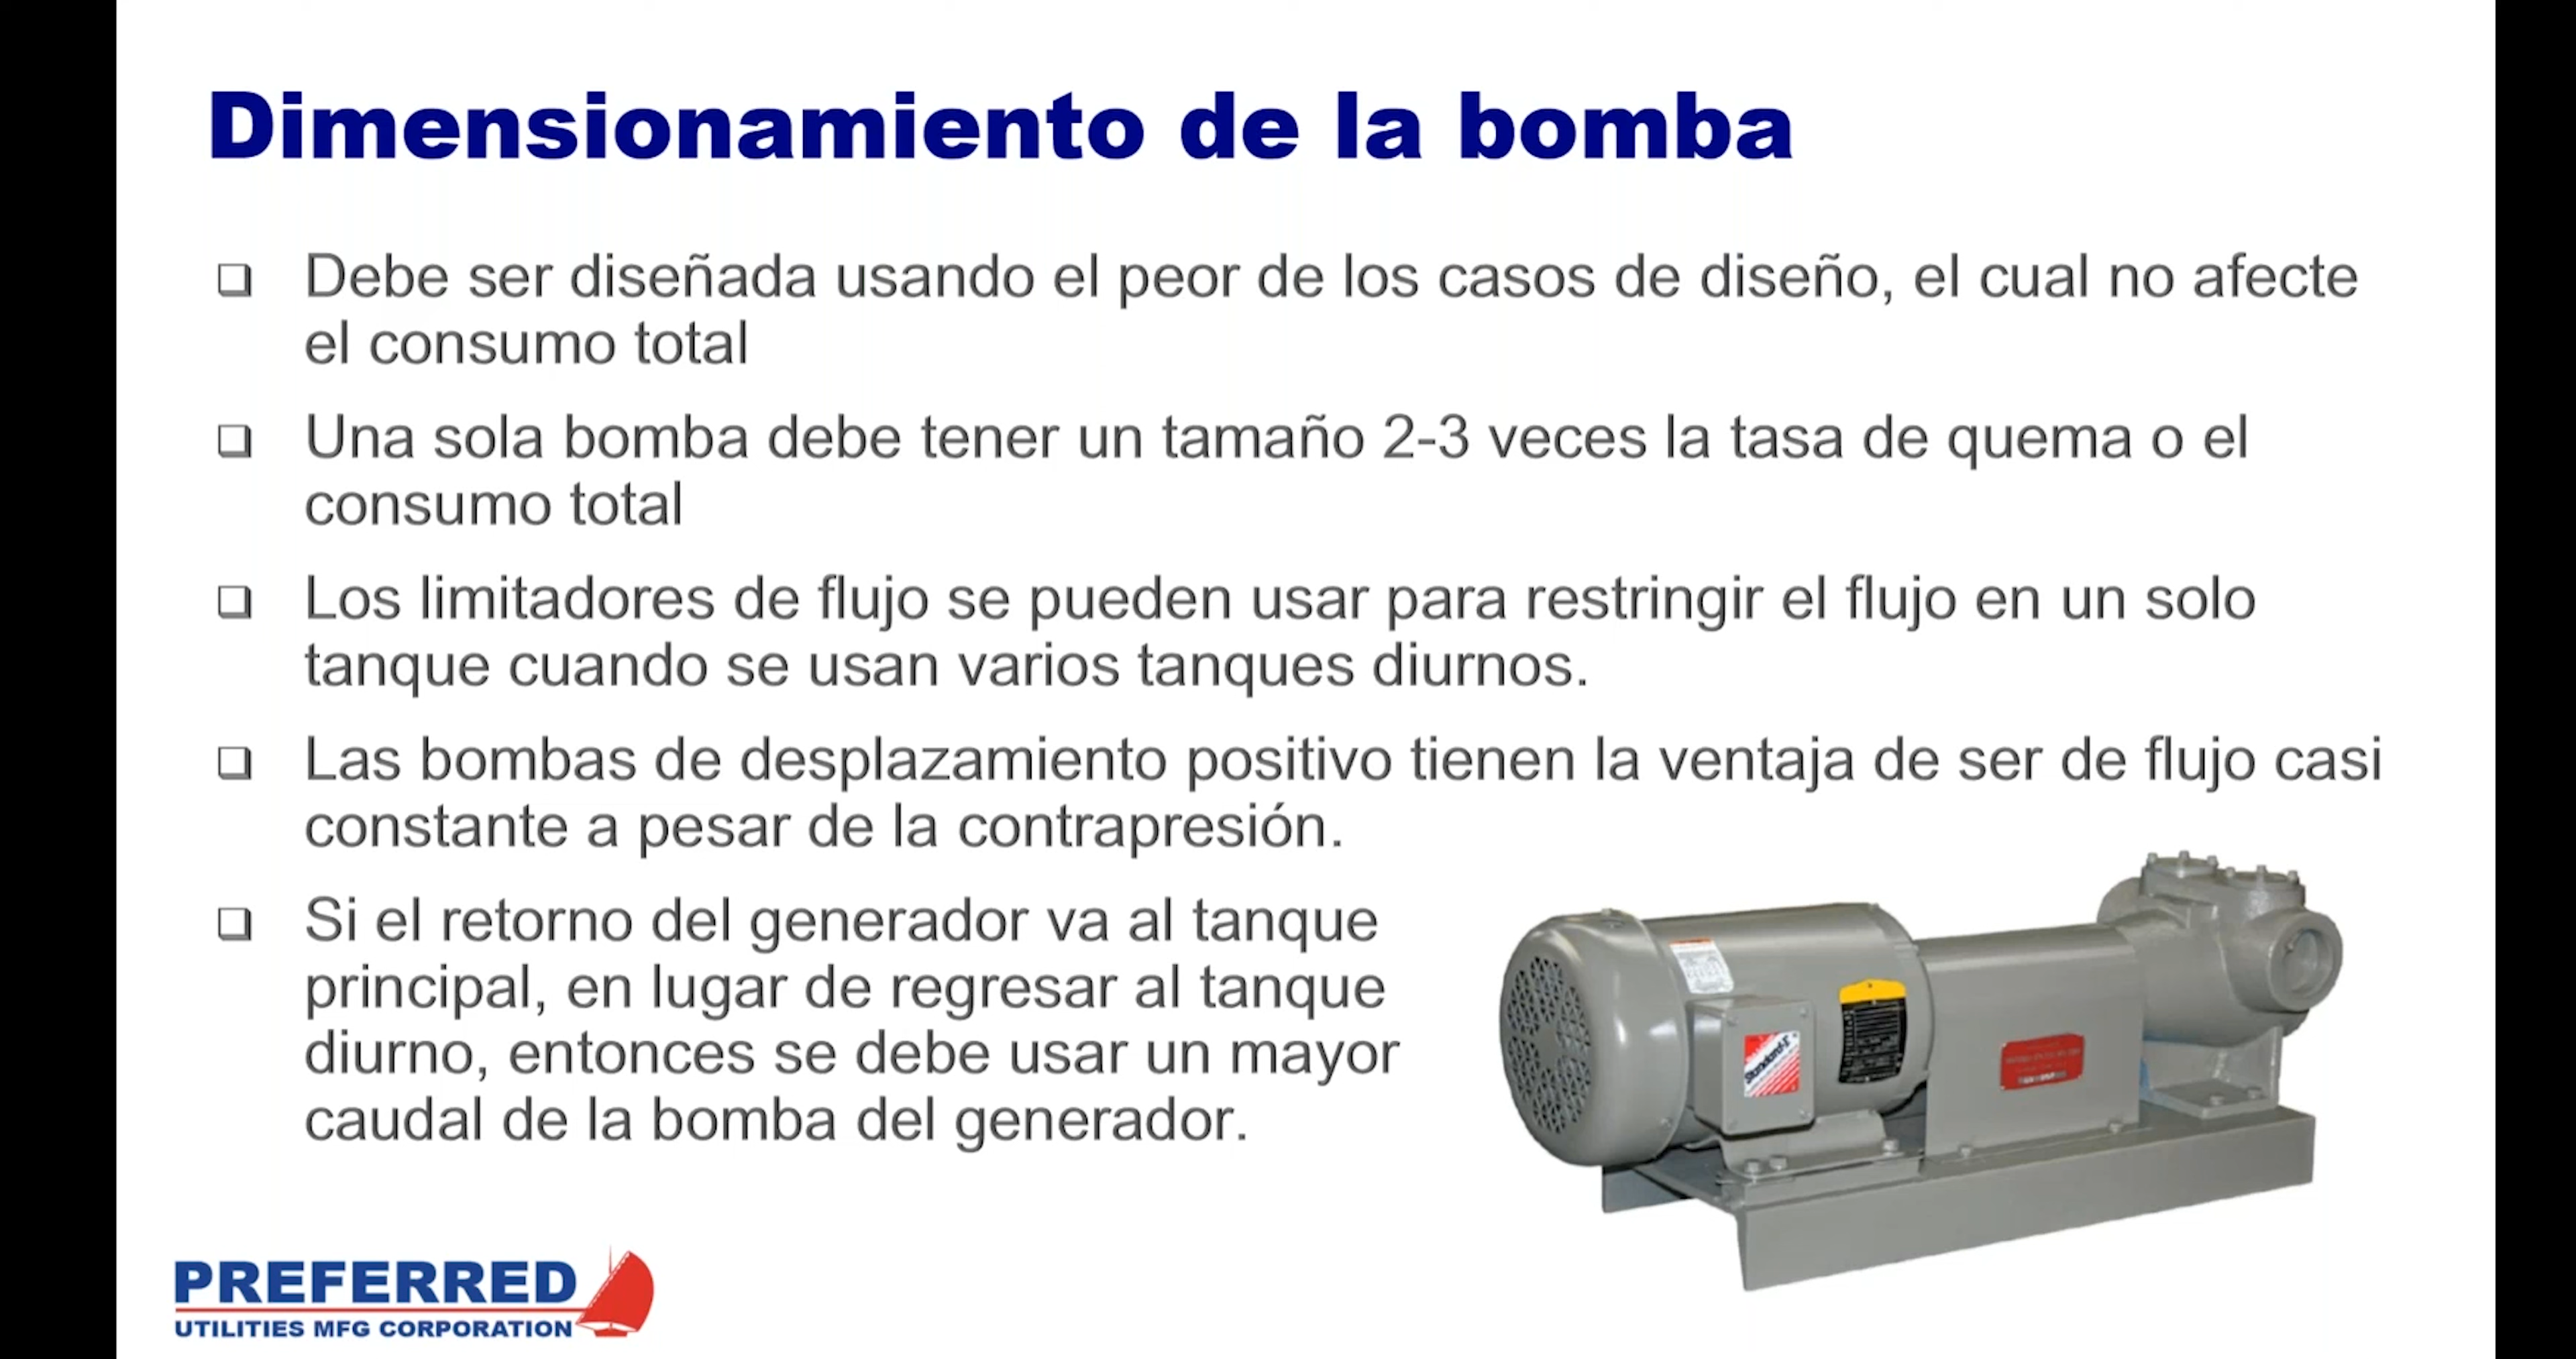 Dimensionamiento de la bomba
Debe ser diseñada usando el peor de los casos de diseño, el cual no afecte
el consumo total
Una sola bomba debe tener un tamaño 2-3 veces la tasa de quema o el
consumo total
Los limitadores de flujo se pueden usar para restringir el flujo en un solo
tanque cuando se usan varios tanques diurnos.
Las bombas de desplazamiento positivo tienen la ventaja de ser de flujo casi
constante a pesar de la contrapresión.
Si el retorno del generador va al tanque
principal, en lugar de regresar al tanque
diurno, entonces se debe usar un mayor
caudal de la bomba del generador.
PREFERRED
UTILITIES MFG CORPORATION